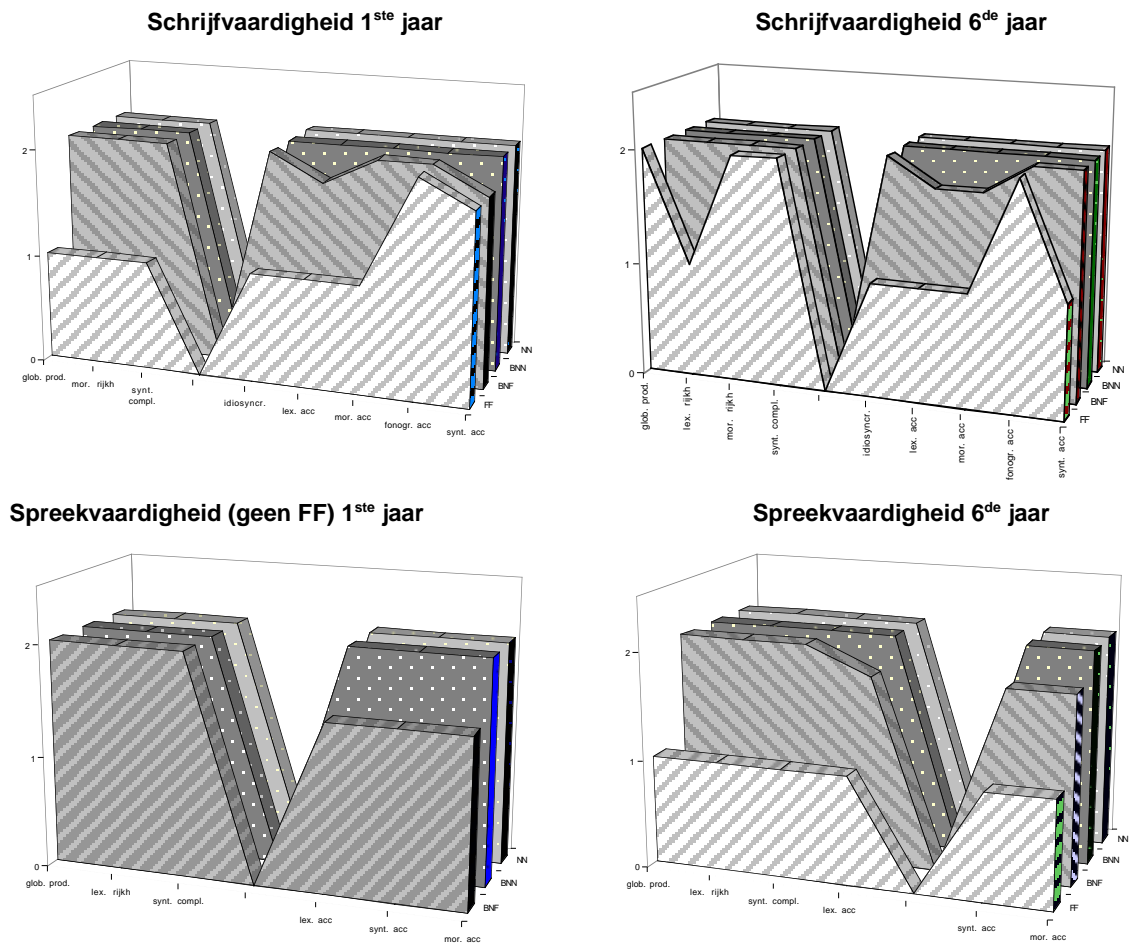 Schrijfvaardigheid 1ste jaar
2
1
0
glob. prod.
mor. rijkh
synt.
compl.
idiosyncr.
lex. acc
mor. acc
fonogr. acc
synt. acc
FF
BNF
BNN
NN
Schrijfvaardigheid 6de jaar
2
1
0
glob. prod.
lex. rijkh
mor. rijkh
synt. compl.
idiosyncr.
lex. acc
mor. acc
fonogr. acc
synt. acc
FF
BNF
BNN
NN
Spreekvaardigheid (geen FF) 1ste jaar
2
1
0
glob. prod.
lex. rijkh
synt. compl.
lex. acc
synt. acc
mor. acc
BNF
BNN
NN
Spreekvaardigheid 6de jaar
2
1
0
glob. prod.
lex. rijkh
synt. compl.
lex. acc
synt. acc
mor. acc
FF
BNF
BNN
NN